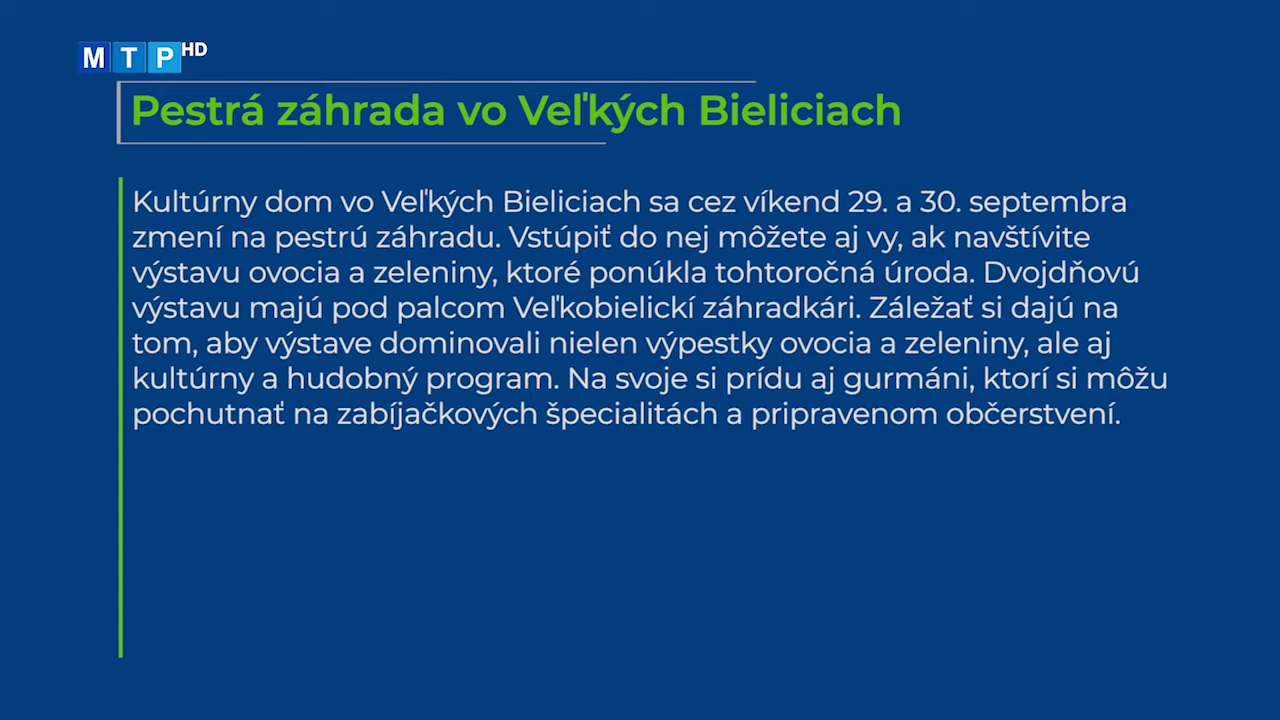 MTP HD
Pestrá záhrada vo Veľkých Bieliciach
Kultúrny dom vo Veľkých Bieliciach sa cez víkend 29. a 30. septembra
zmení na pestrú záhradu. Vstúpiť do nej môžete aj vy, ak navštívite
výstavu ovocia a zeleniny, ktoré ponúkla tohtoročná úroda. Dvojdňovú
výstavu majú pod palcom Veľkobielickí záhradkári. Záležať si dajú na
tom, aby výstave dominovali nielen výpestky ovocia a zeleniny, ale aj
kultúrny a hudobný program. Na svoje si prídu aj gurmáni, ktorí si môžu
pochutnať na zabíjačkových špecialitách a pripravenom občerstvení.